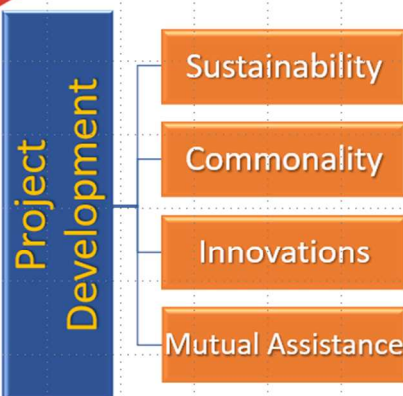 Project
Development
Sustainability
Commonality
Innovations
Mutual Assistance